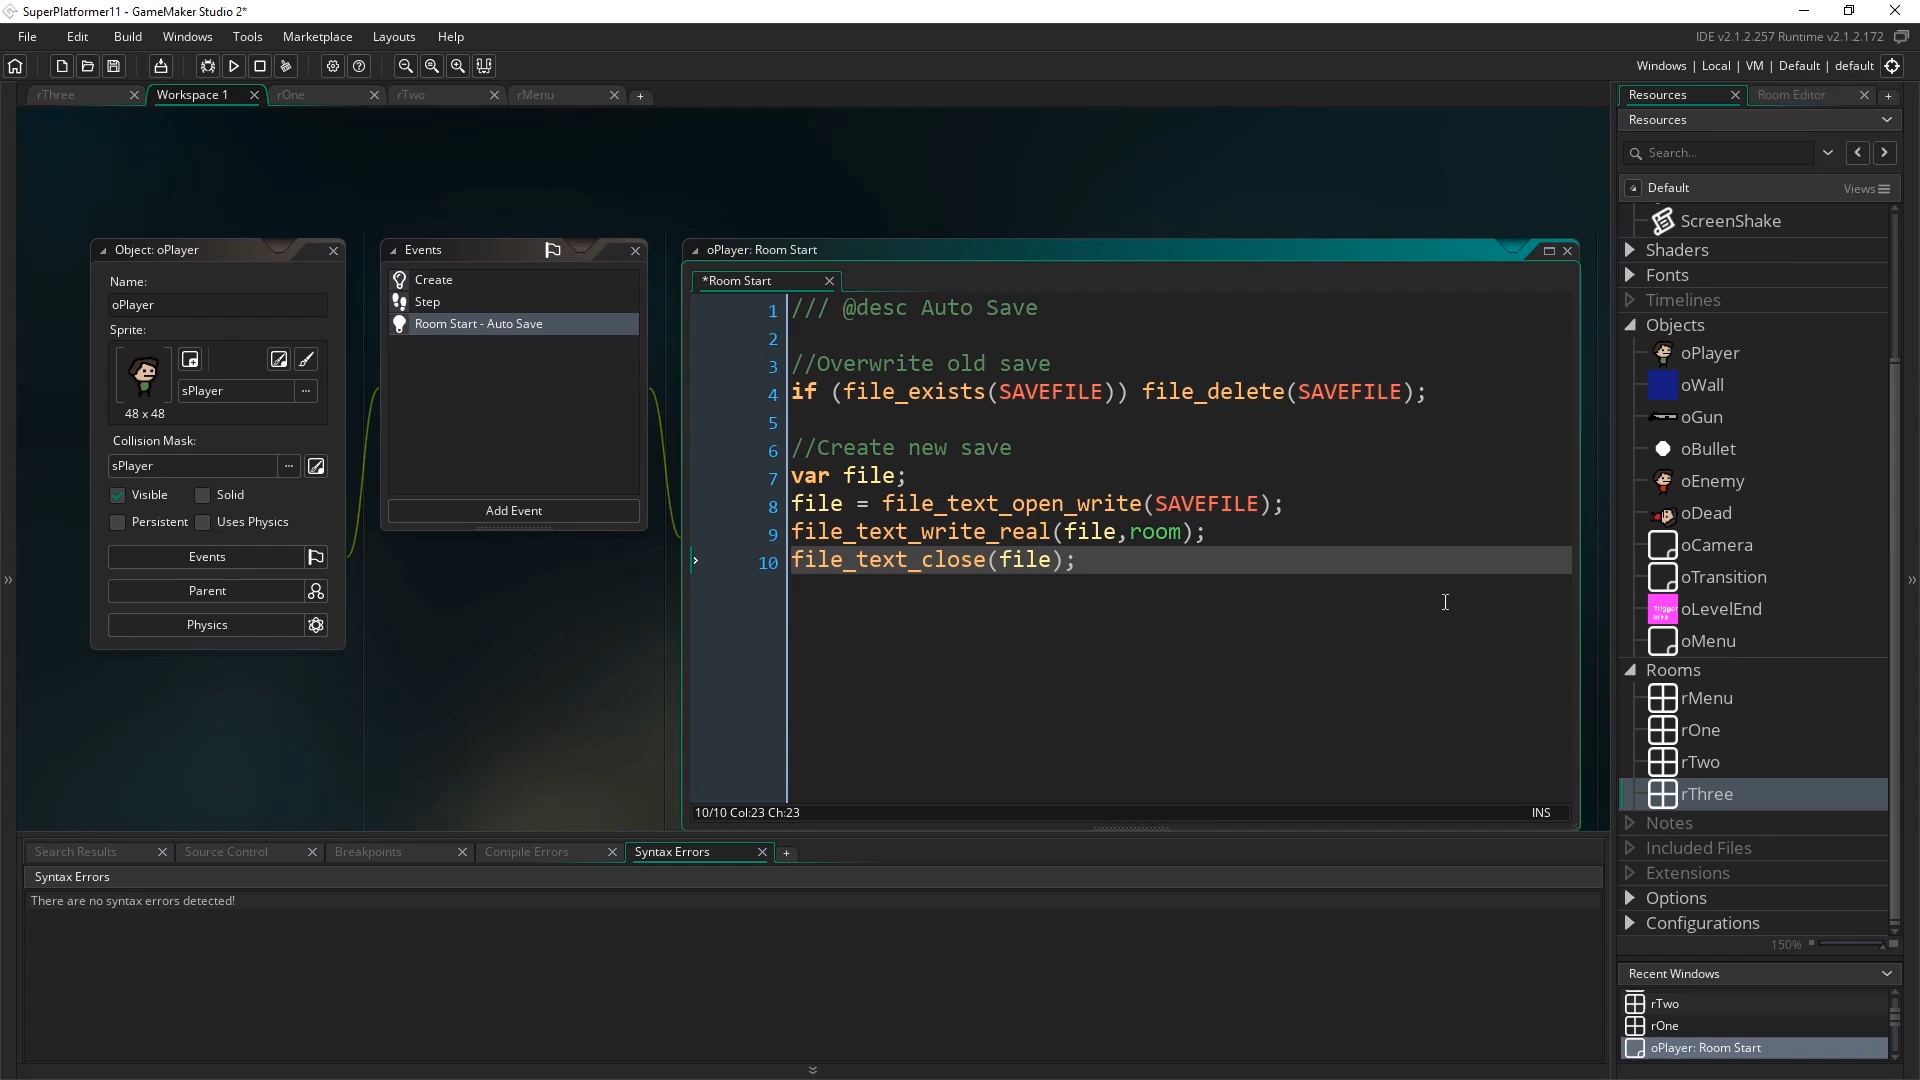 SuperPlatformer11 - GameMaker Studio 2*
File Edit Build Windows Tools Marketplace Layouts Help
IDE v2.1.2.257 Runtime v2.1.2.172
Windows | Local | VM | Default | default
rThree
Workspace 1
rOne
rTwo
rMenu
Object: oPlayer
Name:
oPlayer
Sprite:
sPlayer
48 x 48
Collision Mask:
sPlayer
Visible
Solid
Persistent
Uses Physics
Events
Parent
Physics
Events
Create
Step
Room Start - Auto Save
Add Event
oPlayer: Room Start
*Room Start
1 /// @desc Auto Save
2
3 //Overwrite old save
4 if (file_exists(SAVEFILE)) file_delete(SAVEFILE);
5
6 //Create new save
7 var file;
8 file = file_text_open_write(SAVEFILE);
9 file_text_write_real(file,room);
10 file_text_close(file);
10/10 Col:23 Ch:23
INS
Search Results
Source Control
Breakpoints
Compile Errors
Syntax Errors
Syntax Errors
There are no syntax errors detected!
Resources
Room Editor
Resources
Search...
Default
Views
ScreenShake
Shaders
Fonts
Timelines
Objects
oPlayer
oWall
oGun
oBullet
oEnemy
oDead
oCamera
oTransition
Trigger area
oLevelEnd
oMenu
Rooms
rMenu
rOne
rTwo
rThree
Notes
Included Files
Extensions
Options
Configurations
150%
Recent Windows
rTwo
rOne
oPlayer: Room Start